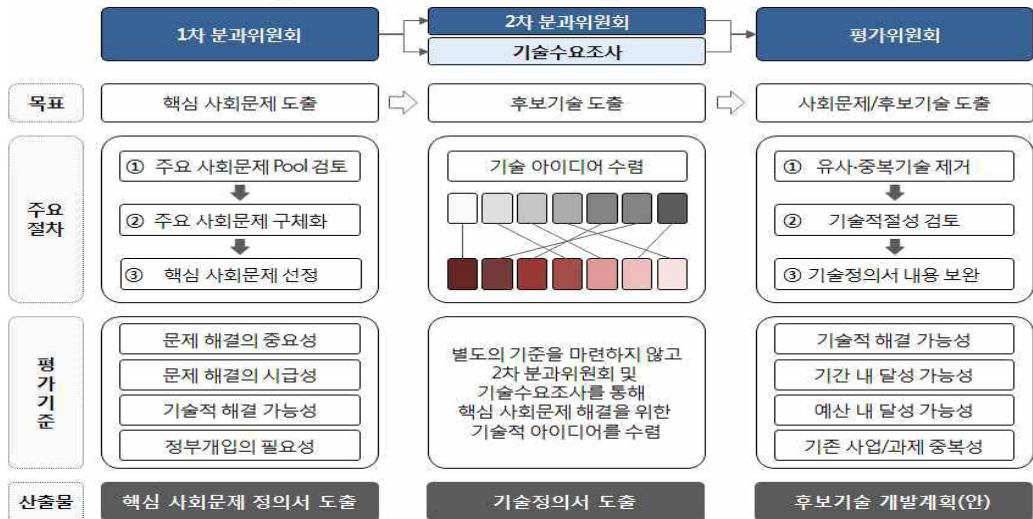 1차 분과위원회
2차 분과위원회
기술수요조사
평가위원회
목표
핵심 사회문제 도출
후보기술 도출
사회문제/후보기술 도출
주요
절차
① 주요 사회문제 Pool 검토
② 주요 사회문제 구체화
③ 핵심 사회문제 선정
기술 아이디어 수렴
① 유사·중복기술 제거
② 기술적절성 검토
③ 기술정의서 내용 보완
평
가
기
준
문제 해결의 중요성
문제 해결의 시급성
기술적 해결 가능성
정부개입의 필요성
별도의 기준을 마련하지 않고
2차 분과위원회 및
기술수요조사를 통해
핵심 사회문제 해결을 위한
기술적 아이디어를 수렴
기술적 해결 가능성
기간 내 달성 가능성
예산 내 달성 가능성
기존 사업/과제 중복성
산출물
핵심 사회문제 정의서 도출
기술정의서 도출
후보기술 개발계획(안)